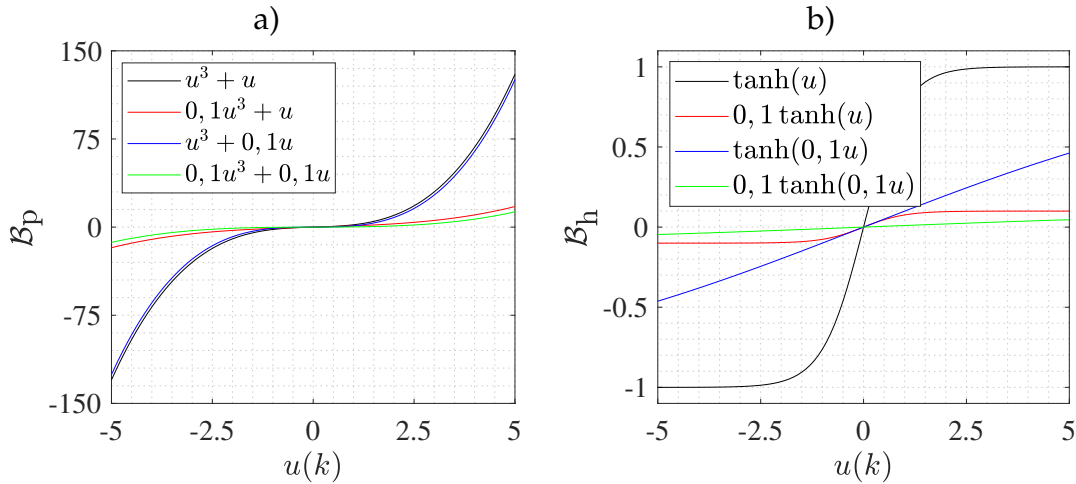 a)
150
75
0
-75
-150
-5
-2.5
0
2.5
5
u(k)
𝓑p
u³ + u
0,1u³ + u
u³ + 0,1u
0,1u³ + 0,1u
b)
1
0.5
0
-0.5
-1
-5
-2.5
0
2.5
5
u(k)
𝓑h
tanh(u)
0,1 tanh(u)
tanh(0,1u)
0,1 tanh(0,1u)